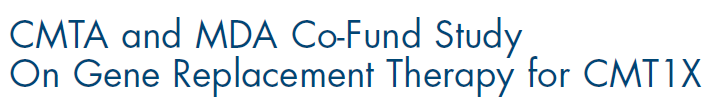 CMTA and MDA Co-Fund Study
On Gene Replacement Therapy for CMT1X